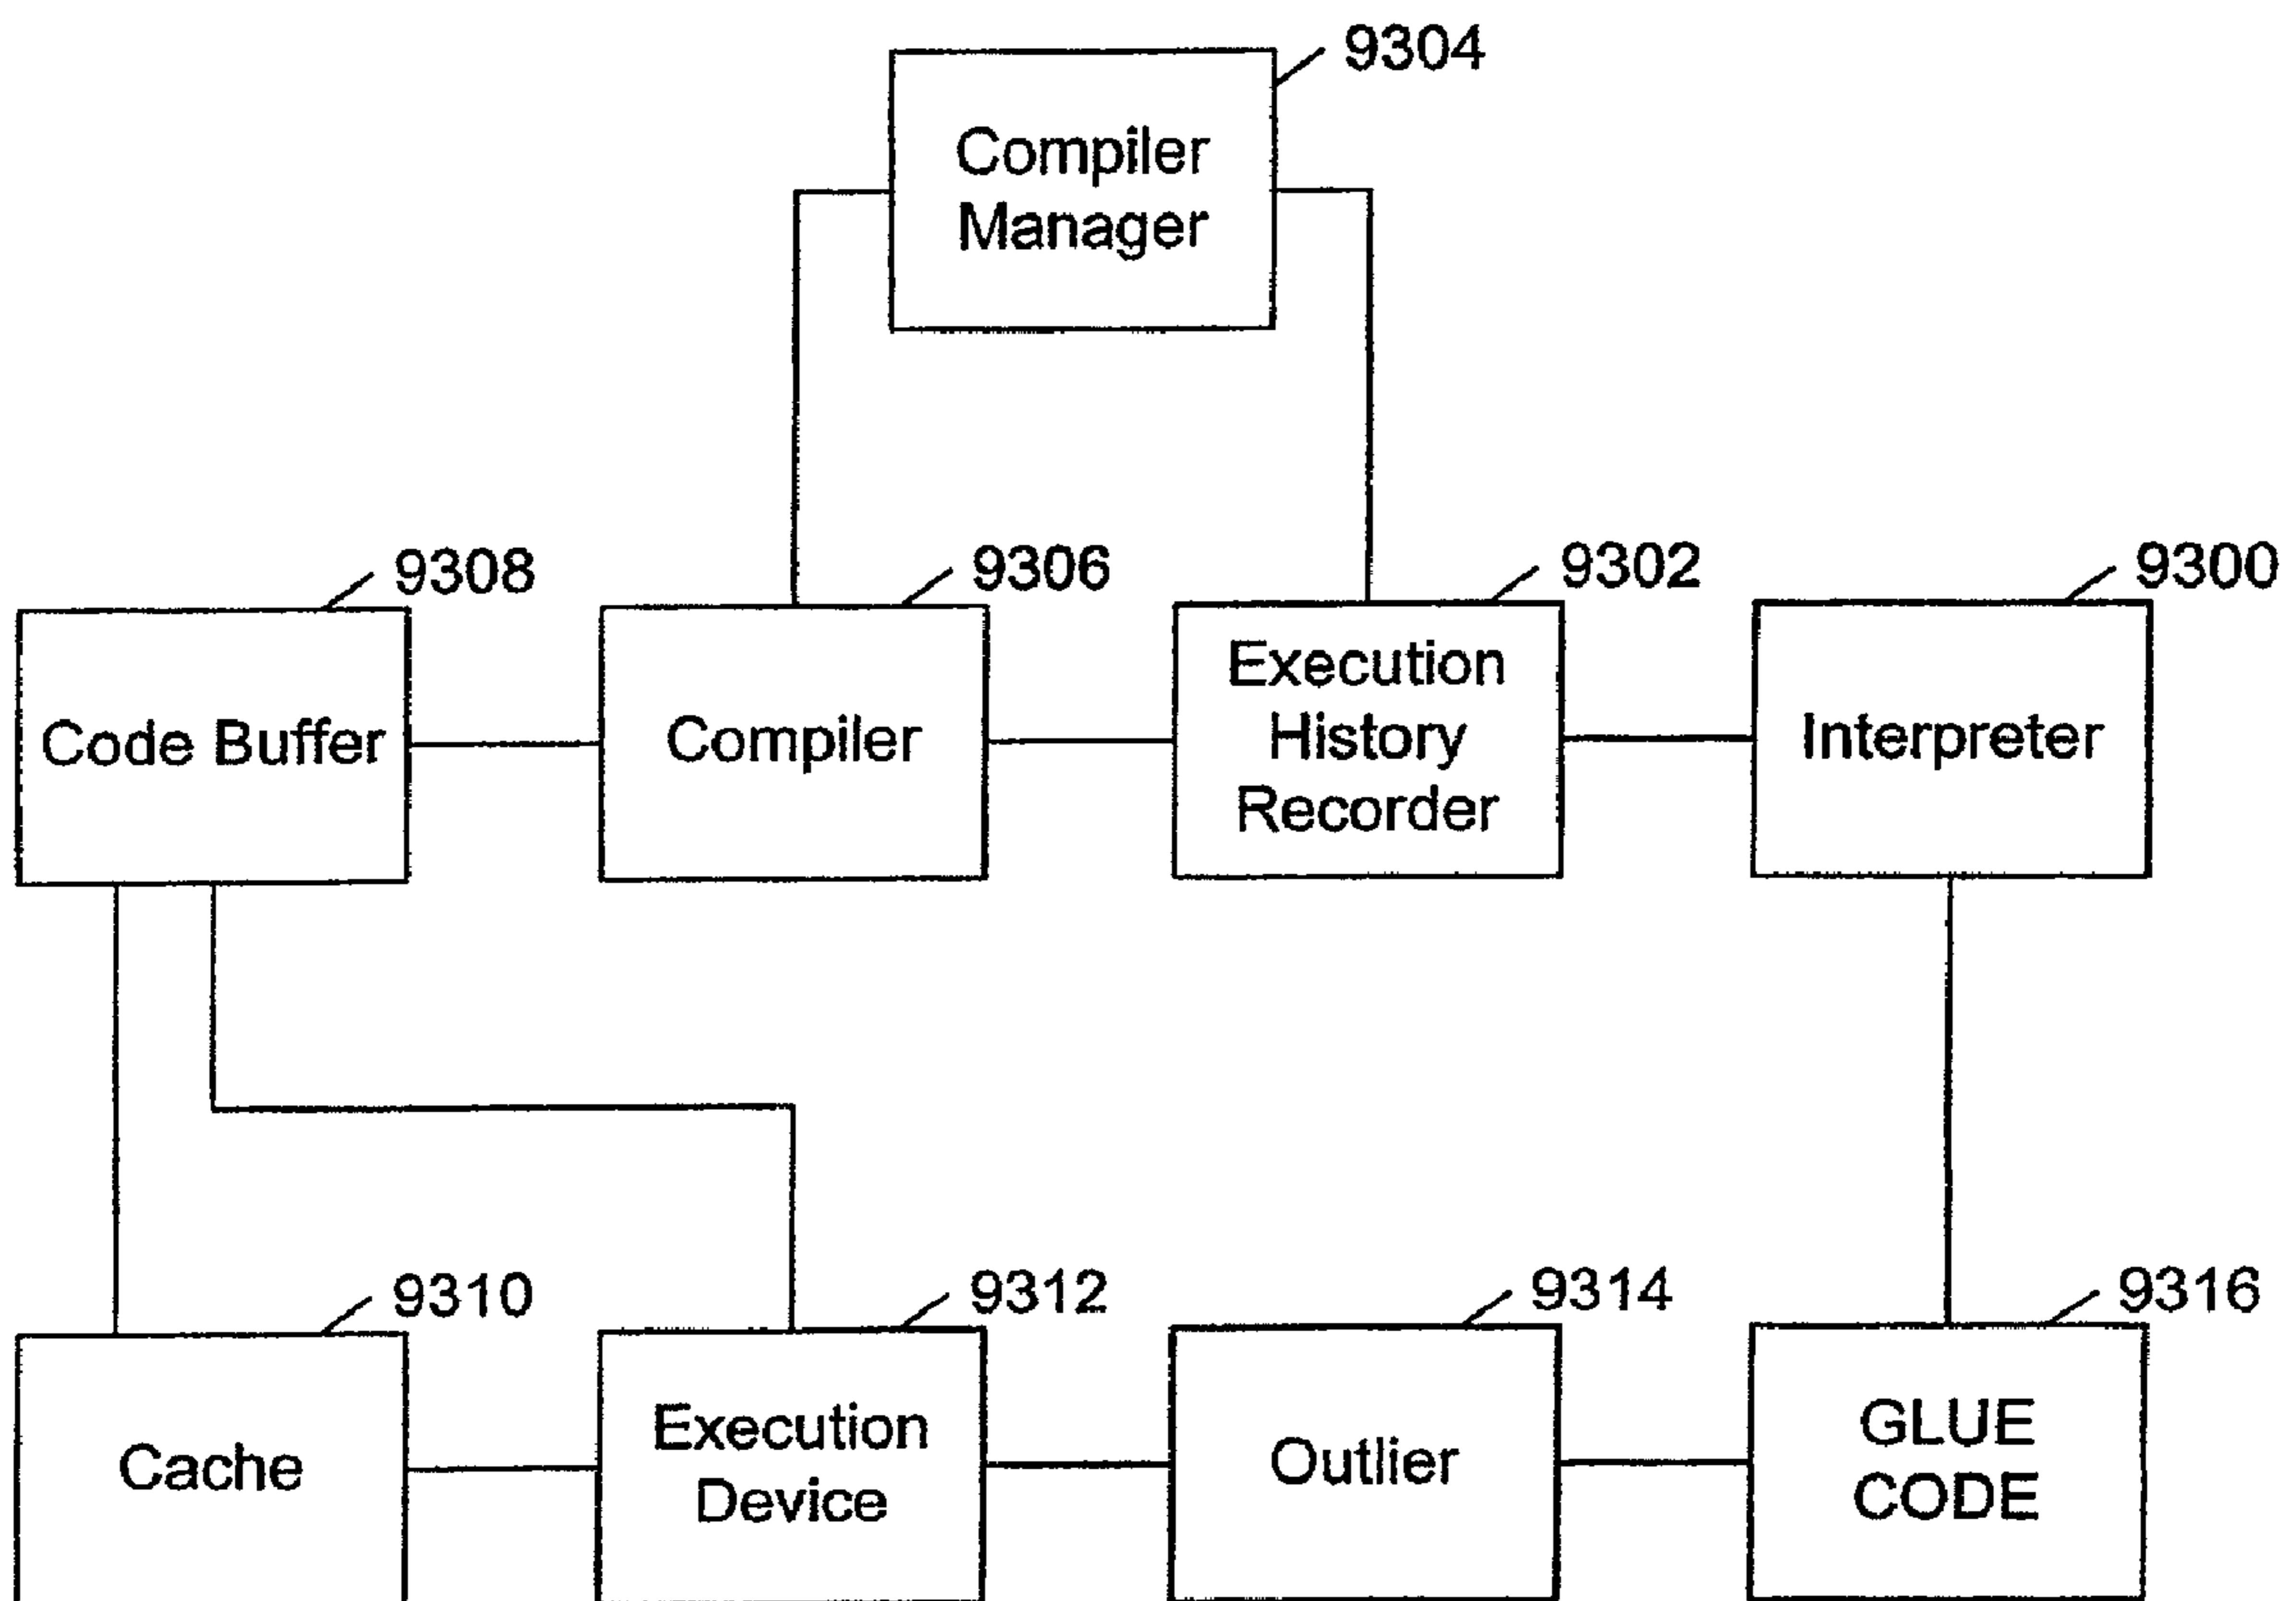 9304
Compiler
Manager
9308
9306
9302
9300
Code Buffer
Compiler
Execution
History
Recorder
Interpreter
9310
9312
9314
9316
Cache
Execution
Device
Outlier
GLUE
CODE